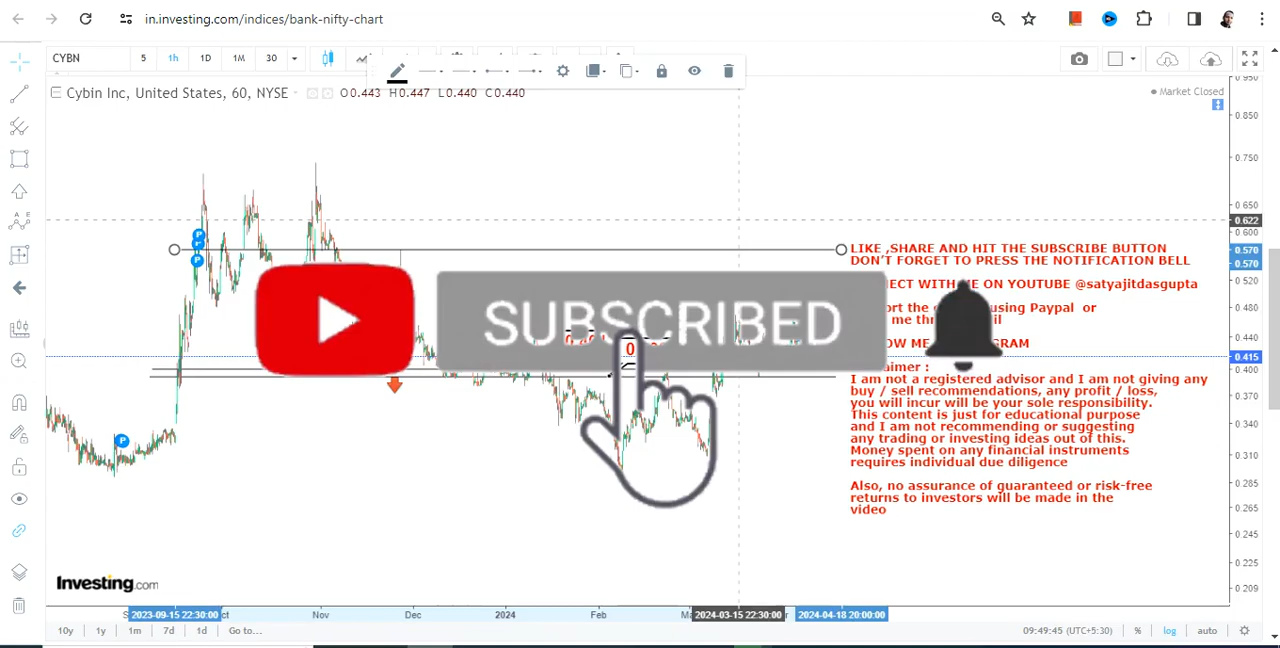 in.investing.com/indices/bank-nifty-chart
CYBN 5 1h 1D 1M 30
Cybin Inc, United States, 60, NYSE O0.443 H0.447 L0.440 C0.440
Market Closed
0.950
0.850
0.750
0.650
0.622
0.600
0.570
0.570
0.520
0.480
0.440
0.415
0.400
0.370
0.340
0.310
0.285
0.265
0.245
0.225
0.209
P
P
P
P
LIKE ,SHARE AND HIT THE SUBSCRIBE BUTTON
DON'T FORGET TO PRESS THE NOTIFICATION BELL
ME ON YOUTUBE @satyajitdasgupta
using Paypal or
me
SUBSCRIBED
I am not a registered advisor and I am not giving any
buy / sell recommendations, any profit / loss,
you will incur will be your sole responsibility.
This content is just for educational purpose
and I am not recommending or suggesting
any trading or investing ideas out of this.
Money spent on any financial instruments
requires individual due diligence
Also, no assurance of guaranteed or risk-free
returns to investors will be made in the
video
Investing.com
2023-09-15 22:30:00 Nov Dec 2024 Feb 2024-03-15 22:30:00 2024-04-18 20:00:00
10y 1y 1m 7d 1d Go to... 09:49:45 (UTC+5:30) % log auto